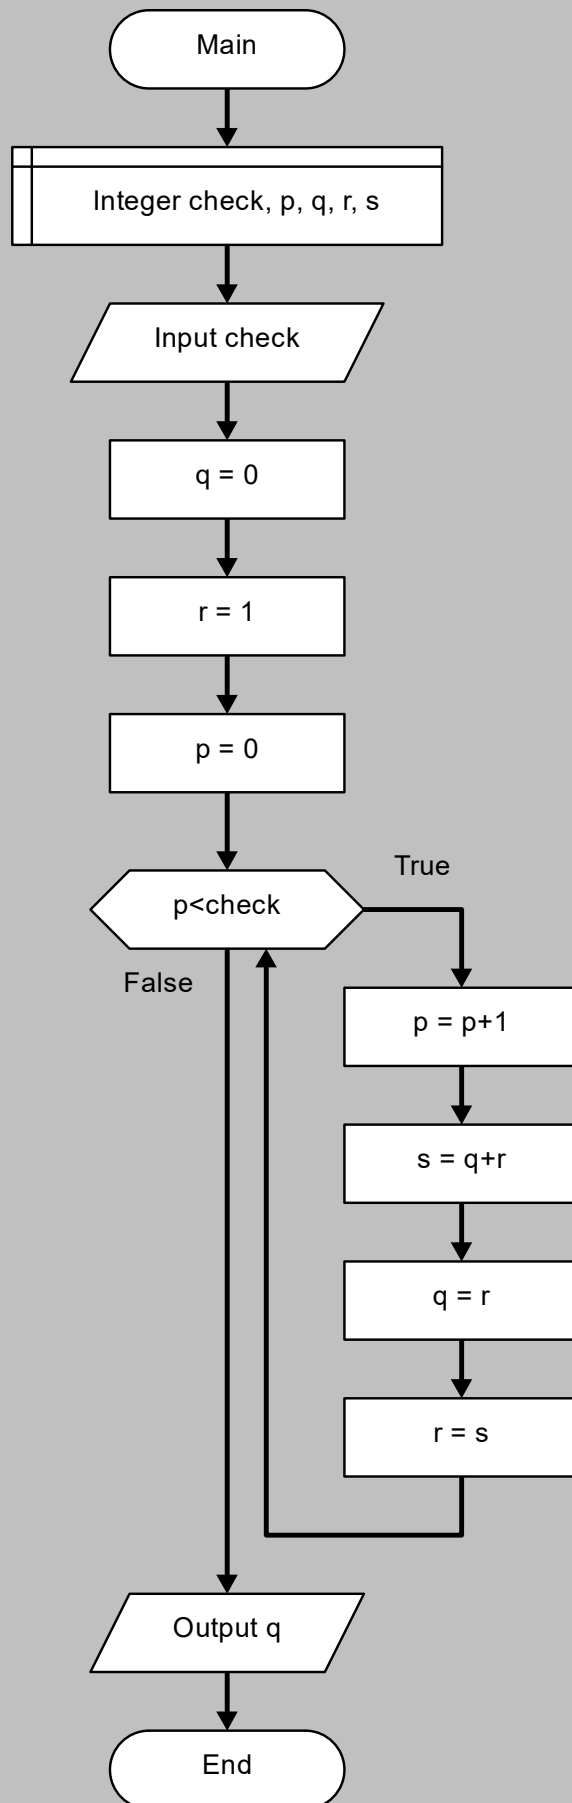 Main
Integer check, p, q, r, s
Input check
q = 0
r = 1
p = 0
p<check
True
False
p = p+1
s = q+r
q = r
r = s
Output q
End